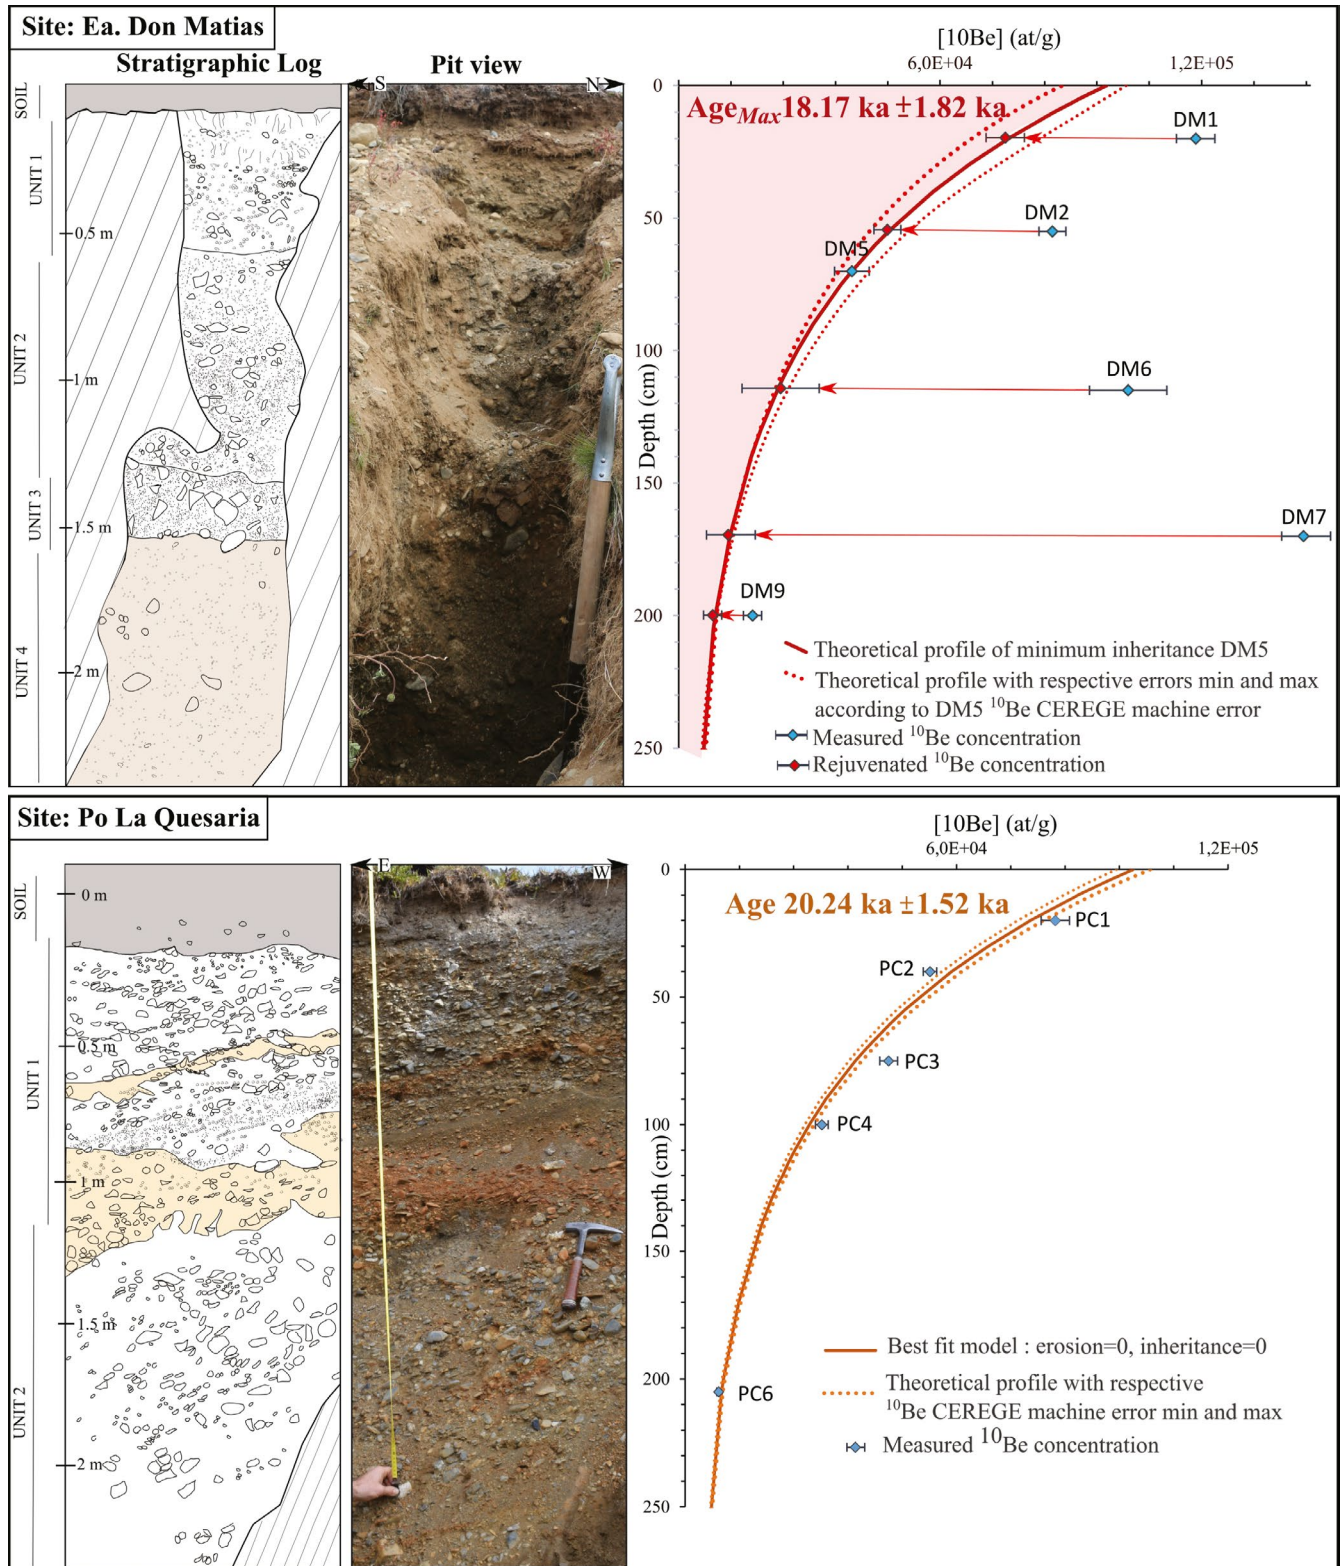 Site: Ea. Don Matias
Stratigraphic Log
Pit view
S
N
SOIL
UNIT 1
UNIT 2
UNIT 3
UNIT 4
0.5 m
1 m
1.5 m
2 m
[10Be] (at/g)
6,0E+04
1,2E+05
0
50
100
150
200
250
Depth (cm)
AgeMax 18.17 ka ±1.82 ka
DM1
DM2
DM5
DM6
DM7
DM9
Theoretical profile of minimum inheritance DM5
Theoretical profile with respective errors min and max
according to DM5 ¹⁰Be CEREGE machine error
Measured ¹⁰Be concentration
Rejuvenated ¹⁰Be concentration
Site: Po La Quesaria
E
W
SOIL
UNIT 1
UNIT 2
0 m
0.5 m
1 m
1.5 m
2 m
[10Be] (at/g)
6,0E+04
1,2E+05
0
50
100
150
200
250
Depth (cm)
Age 20.24 ka ±1.52 ka
PC1
PC2
PC3
PC4
PC6
Best fit model : erosion=0, inheritance=0
Theoretical profile with respective
¹⁰Be CEREGE machine error min and max
Measured ¹⁰Be concentration